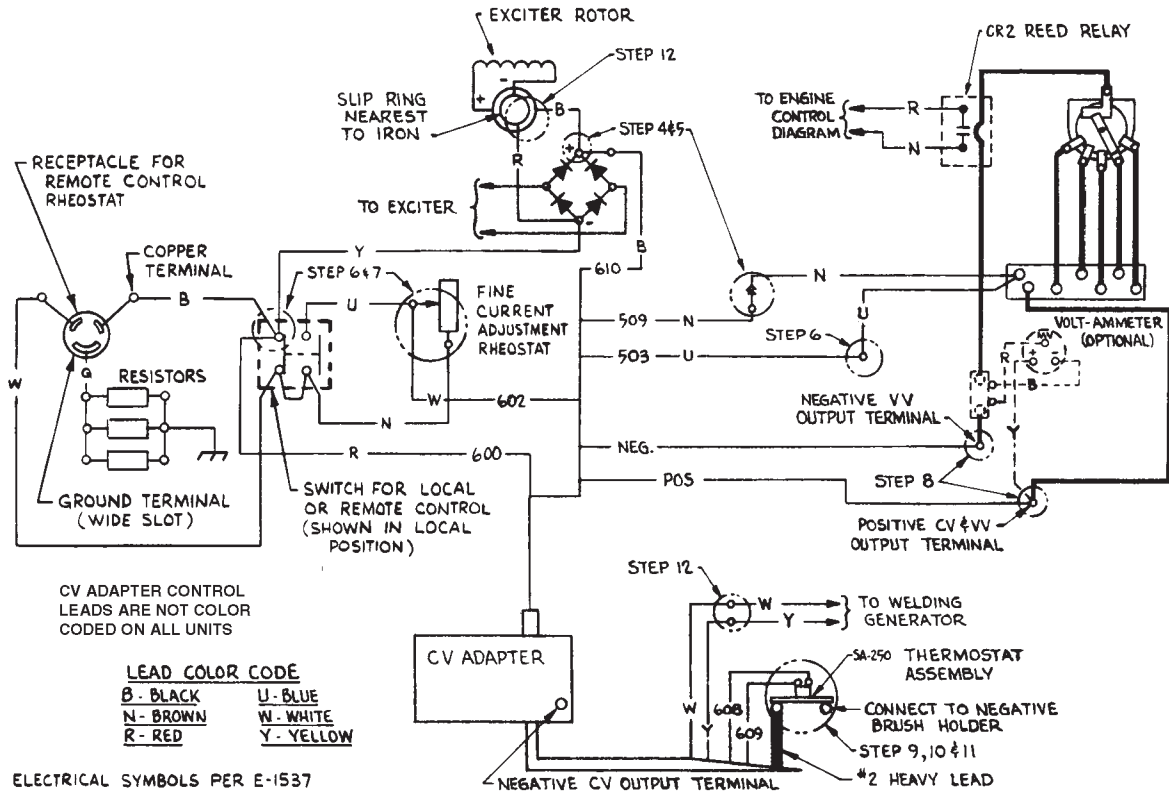 EXCITER ROTOR
STEP 12
CR2 REED RELAY
SLIP RING
NEAREST
TO IRON
+
-
B
R
STEP 4&5
TO ENGINE
CONTROL
DIAGRAM
R
N
RECEPTACLE FOR
REMOTE CONTROL
RHEOSTAT
+
-
TO EXCITER
COPPER
TERMINAL
Y
B
610
B
STEP 6&7
U
FINE
CURRENT
ADJUSTMENT
RHEOSTAT
N
509
N
U
STEP 6
VOLT-AMMETER
(OPTIONAL)
503
U
W
G
RESISTORS
W
602
N
R
B
MV
+
-
Y
NEGATIVE VV
OUTPUT TERMINAL
NEG.
R
600
POS
STEP 8
GROUND TERMINAL
(WIDE SLOT)
SWITCH FOR LOCAL
OR REMOTE CONTROL
(SHOWN IN LOCAL
POSITION)
POSITIVE CV & VV
OUTPUT TERMINAL
STEP 12
CV ADAPTER CONTROL
LEADS ARE NOT COLOR
CODED ON ALL UNITS
W
Y
TO WELDING
GENERATOR
CV ADAPTER
SA-250 THERMOSTAT
ASSEMBLY
LEAD COLOR CODE
B - BLACK U - BLUE
N - BROWN W - WHITE
R - RED Y - YELLOW
W
Y
608
609
CONNECT TO NEGATIVE
BRUSH HOLDER
STEP 9, 10 & 11
#2 HEAVY LEAD
ELECTRICAL SYMBOLS PER E-1537
NEGATIVE CV OUTPUT TERMINAL